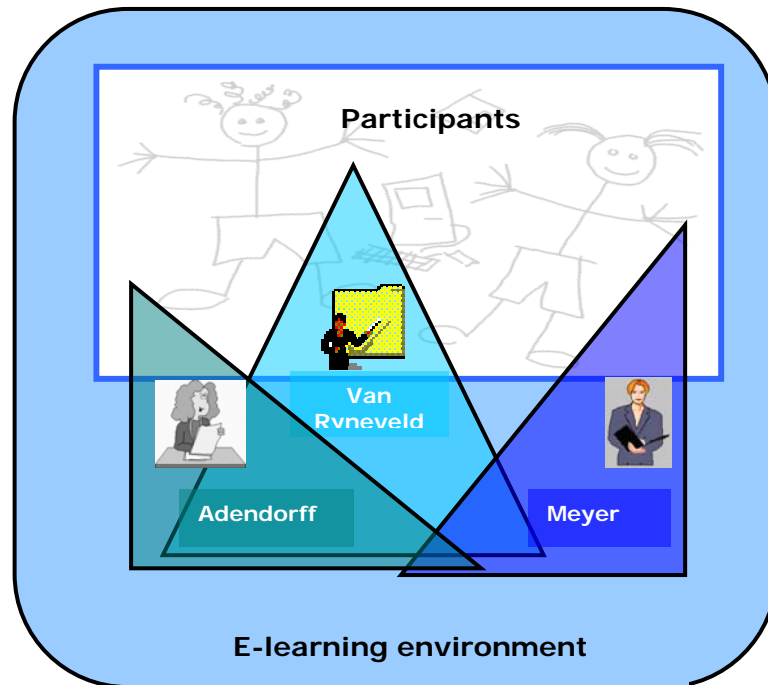 Participants
Van
Ryneveld
Adendorff
Meyer
E-learning environment